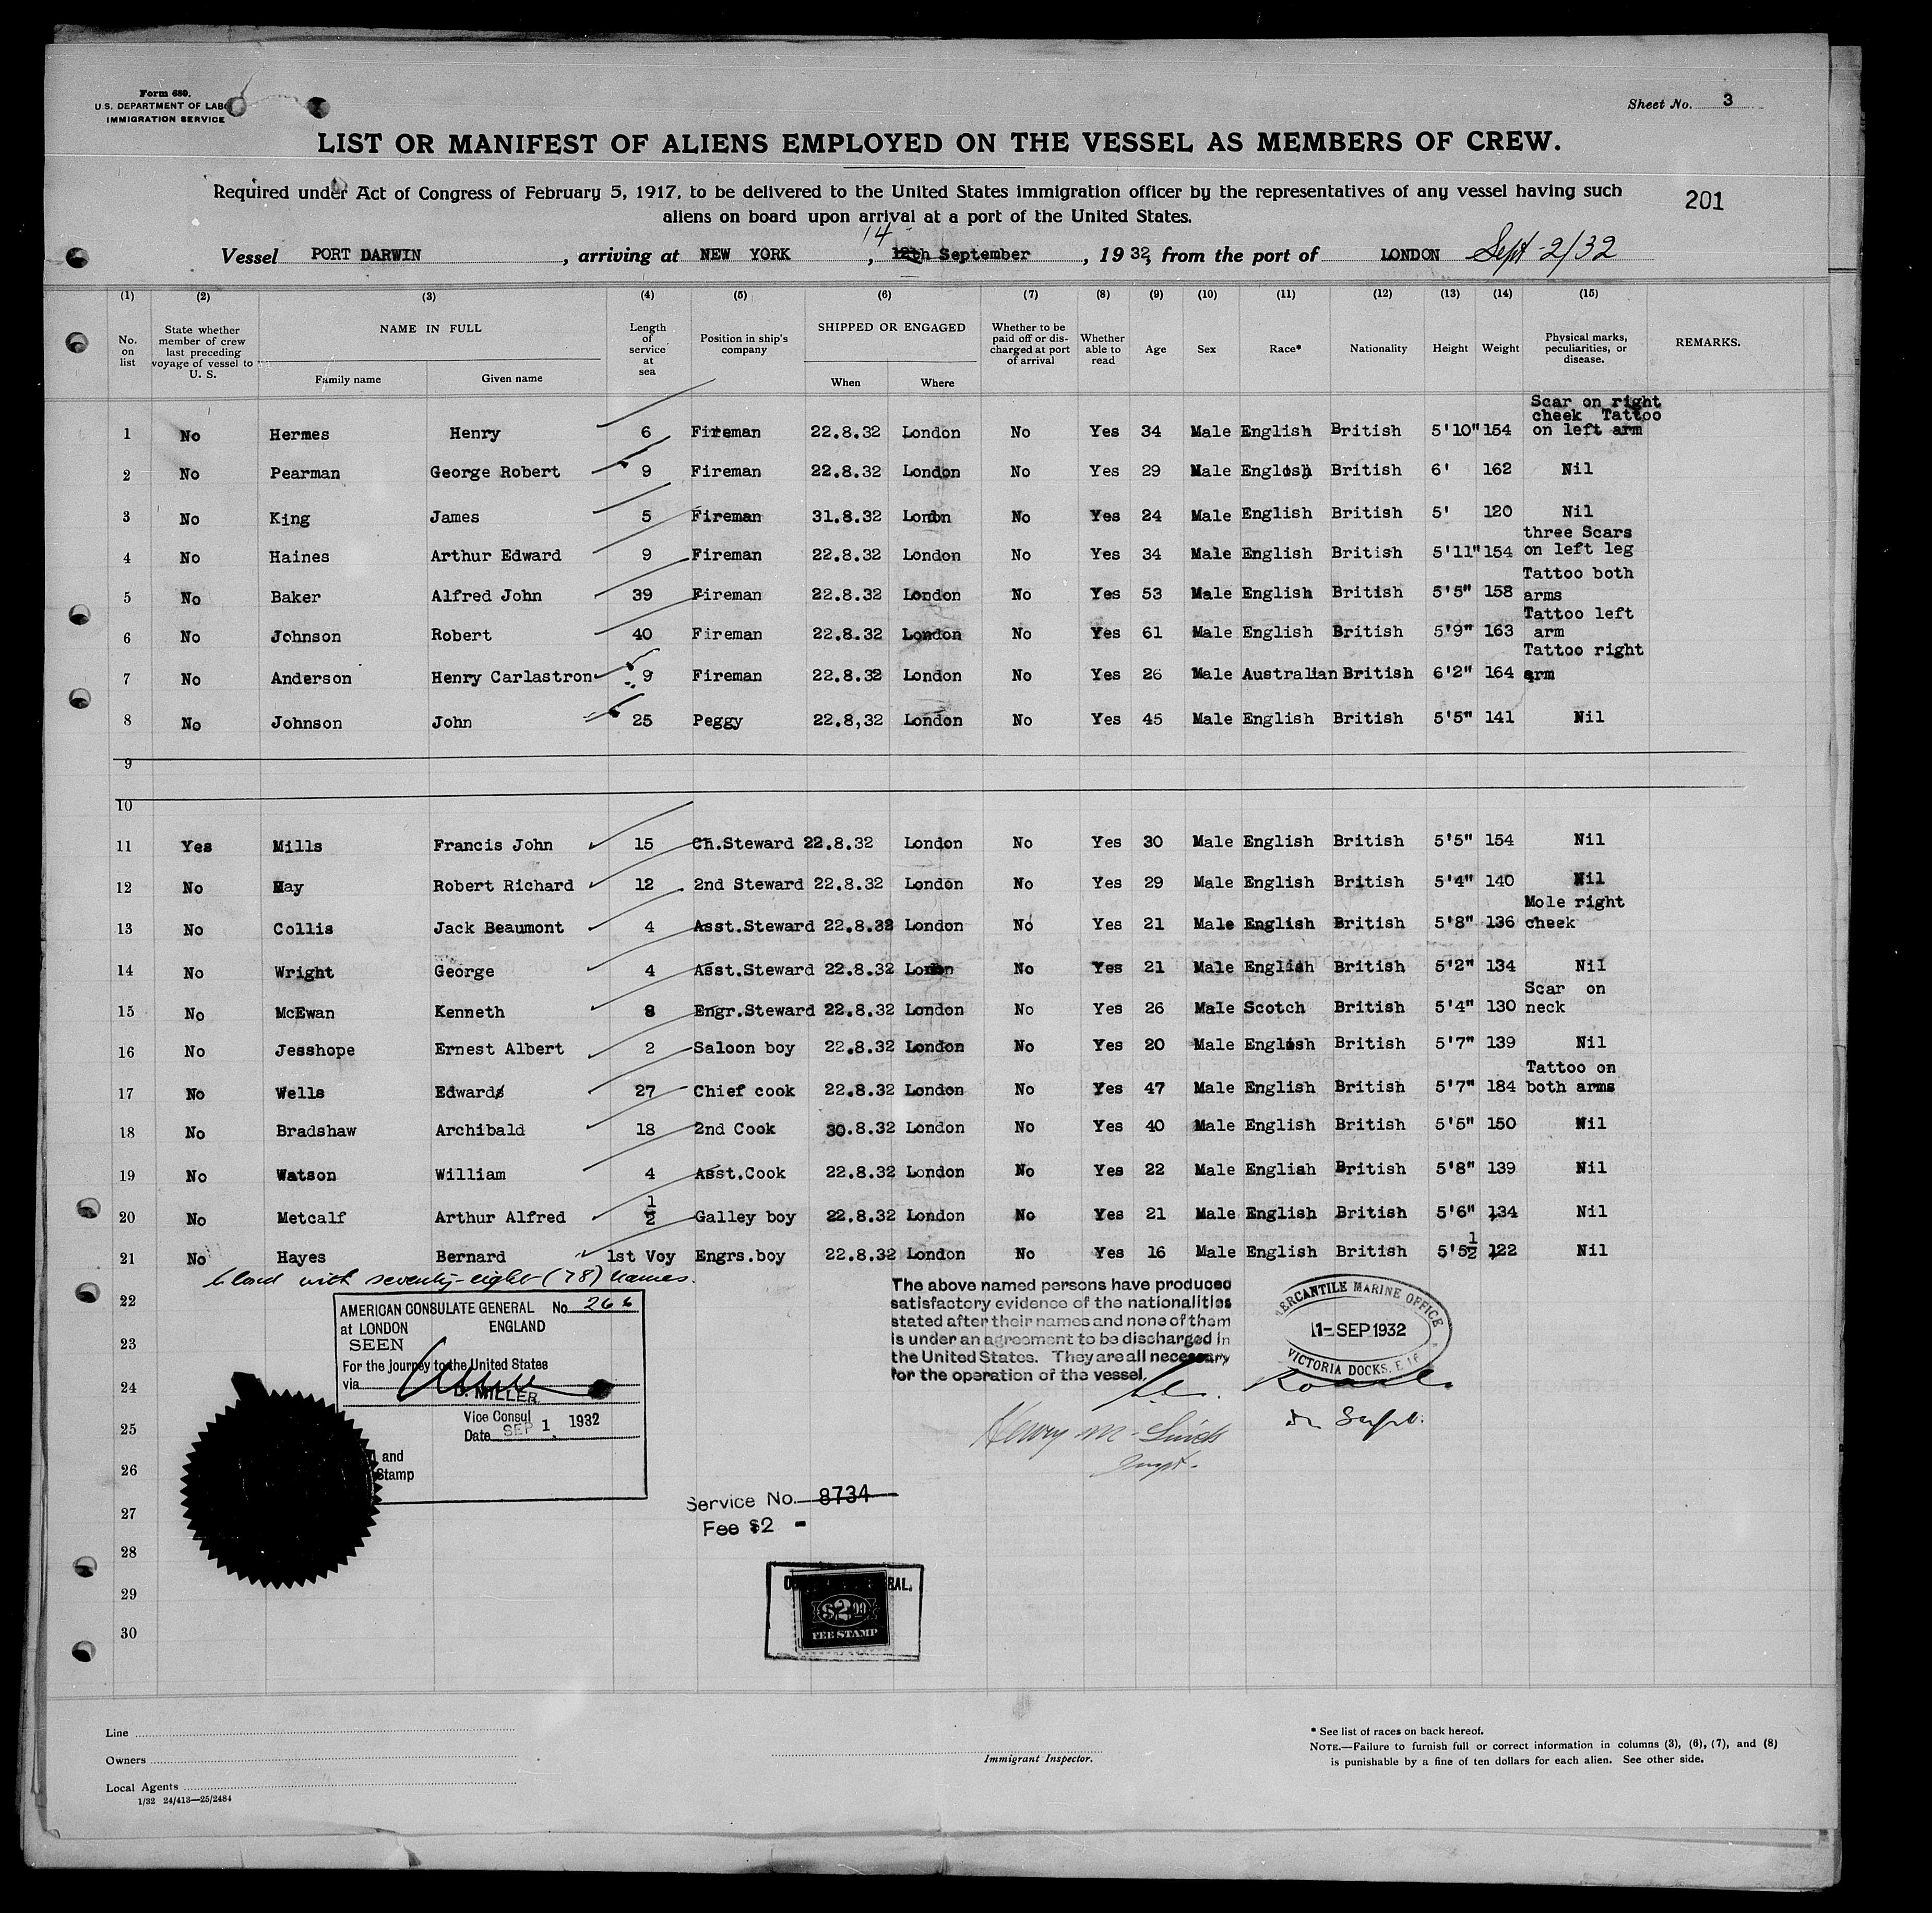 Form 680.
U.S. DEPARTMENT OF LABO
IMMIGRATION SERVICE
Sheet No. 3
LIST OR MANIFEST OF ALIENS EMPLOYED ON THE VESSEL AS MEMBERS OF CREW.
Required under Act of Congress of February 5, 1917, to be delivered to the United States immigration officer by the representatives of any vessel having such
aliens on board upon arrival at a port of the United States.
201
14
Vessel PORT DARWIN, arriving at NEW YORK, 12th September, 1932, from the port of LONDON Sept-2/32
(1) (2) (3) (4) (5) (6) (7) (8) (9) (10) (11) (12) (13) (14) (15)
No. on list State whether member of crew last preceding voyage of vessel to U. S. NAME IN FULL Family name Given name Length of service at sea Position in ship's company SHIPPED OR ENGAGED When Where Whether to be paid off or discharged at port of arrival Whether able to read Age Sex Race* Nationality Height Weight Physical marks, peculiarities, or disease. REMARKS.
1 No Hermes Henry 6 Fireman 22.8.32 London No Yes 34 Male English British 5'10" 154 Scar on right cheek Tattoo on left arm
2 No Pearman George Robert 9 Fireman 22.8.32 London No Yes 29 Male English British 6' 162 Nil
3 No King James 5 Fireman 31.8.32 London No Yes 24 Male English British 5' 120 Nil
4 No Haines Arthur Edward 9 Fireman 22.8.32 London No Yes 34 Male English British 5'11" 154 three Scars on left leg
5 No Baker Alfred John 39 Fireman 22.8.32 London No Yes 53 Male English British 5'5" 158 Tattoo both arms
6 No Johnson Robert 40 Fireman 22.8.32 London No Yes 61 Male English British 5'9" 163 Tattoo left arm
7 No Anderson Henry Carlastron 9 Fireman 22.8.32 London No Yes 26 Male Australian British 6'2" 164 Tattoo right arm
8 No Johnson John 25 Peggy 22.8,32 London No Yes 45 Male English British 5'5" 141 Nil
9
10
11 Yes Mills Francis John 15 Ch.Steward 22.8.32 London No Yes 30 Male English British 5'5" 154 Nil
12 No May Robert Richard 12 2nd Steward 22.8.32 London No Yes 29 Male English British 5'4" 140 Nil
13 No Collis Jack Beaumont 4 Asst.Steward 22.8.32 London No Yes 21 Male English British 5'8" 136 Mole right cheek
14 No Wright George 4 Asst.Steward 22.8.32 London No Yes 21 Male English British 5'2" 134 Nil
15 No McEwan Kenneth 8 Engr.Steward 22.8.32 London No Yes 26 Male Scotch British 5'4" 130 Scar on neck
16 No Jesshope Ernest Albert 2 Saloon boy 22.8.32 London No Yes 20 Male English British 5'7" 139 Nil
17 No Wells Edward 27 Chief cook 22.8.32 London No Yes 47 Male English British 5'7" 184 Tattoo on both arms
18 No Bradshaw Archibald 18 2nd Cook 30.8.32 London No Yes 40 Male English British 5'5" 150 Nil
19 No Watson William 4 Asst.Cook 22.8.32 London No Yes 22 Male English British 5'8" 139 Nil
20 No Metcalf Arthur Alfred 1/2 Galley boy 22.8.32 London No Yes 21 Male English British 5'6" 134 Nil
21 No Hayes Bernard 1st Voy Engrs.boy 22.8.32 London No Yes 16 Male English British 5'5 1/2 122 Nil
Closed with seventy-eight (78) names.
22
23
24
25
26
27
28
29
30
AMERICAN CONSULATE GENERAL No. 266
at LONDON ENGLAND
SEEN
For the journey to the United States
via
MILLER
Vice Consul
Date SEP 1 1932
and
Stamp
The above named persons have produced
satisfactory evidence of the nationalities
stated after their names and none of them
is under an agreement to be discharged in
the United States. They are all necessary
for the operation of the vessel.
MERCANTILE MARINE OFFICE
1-SEP 1932
VICTORIA DOCKS. E 16
Service No. 8734
Fee $2 -
$2.00
FEE STAMP
Line
Owners
Local Agents
1/32 24/413—25/2484
Immigrant Inspector.
* See list of races on back hereof.
NOTE.—Failure to furnish full or correct information in columns (3), (6), (7), and (8)
is punishable by a fine of ten dollars for each alien. See other side.